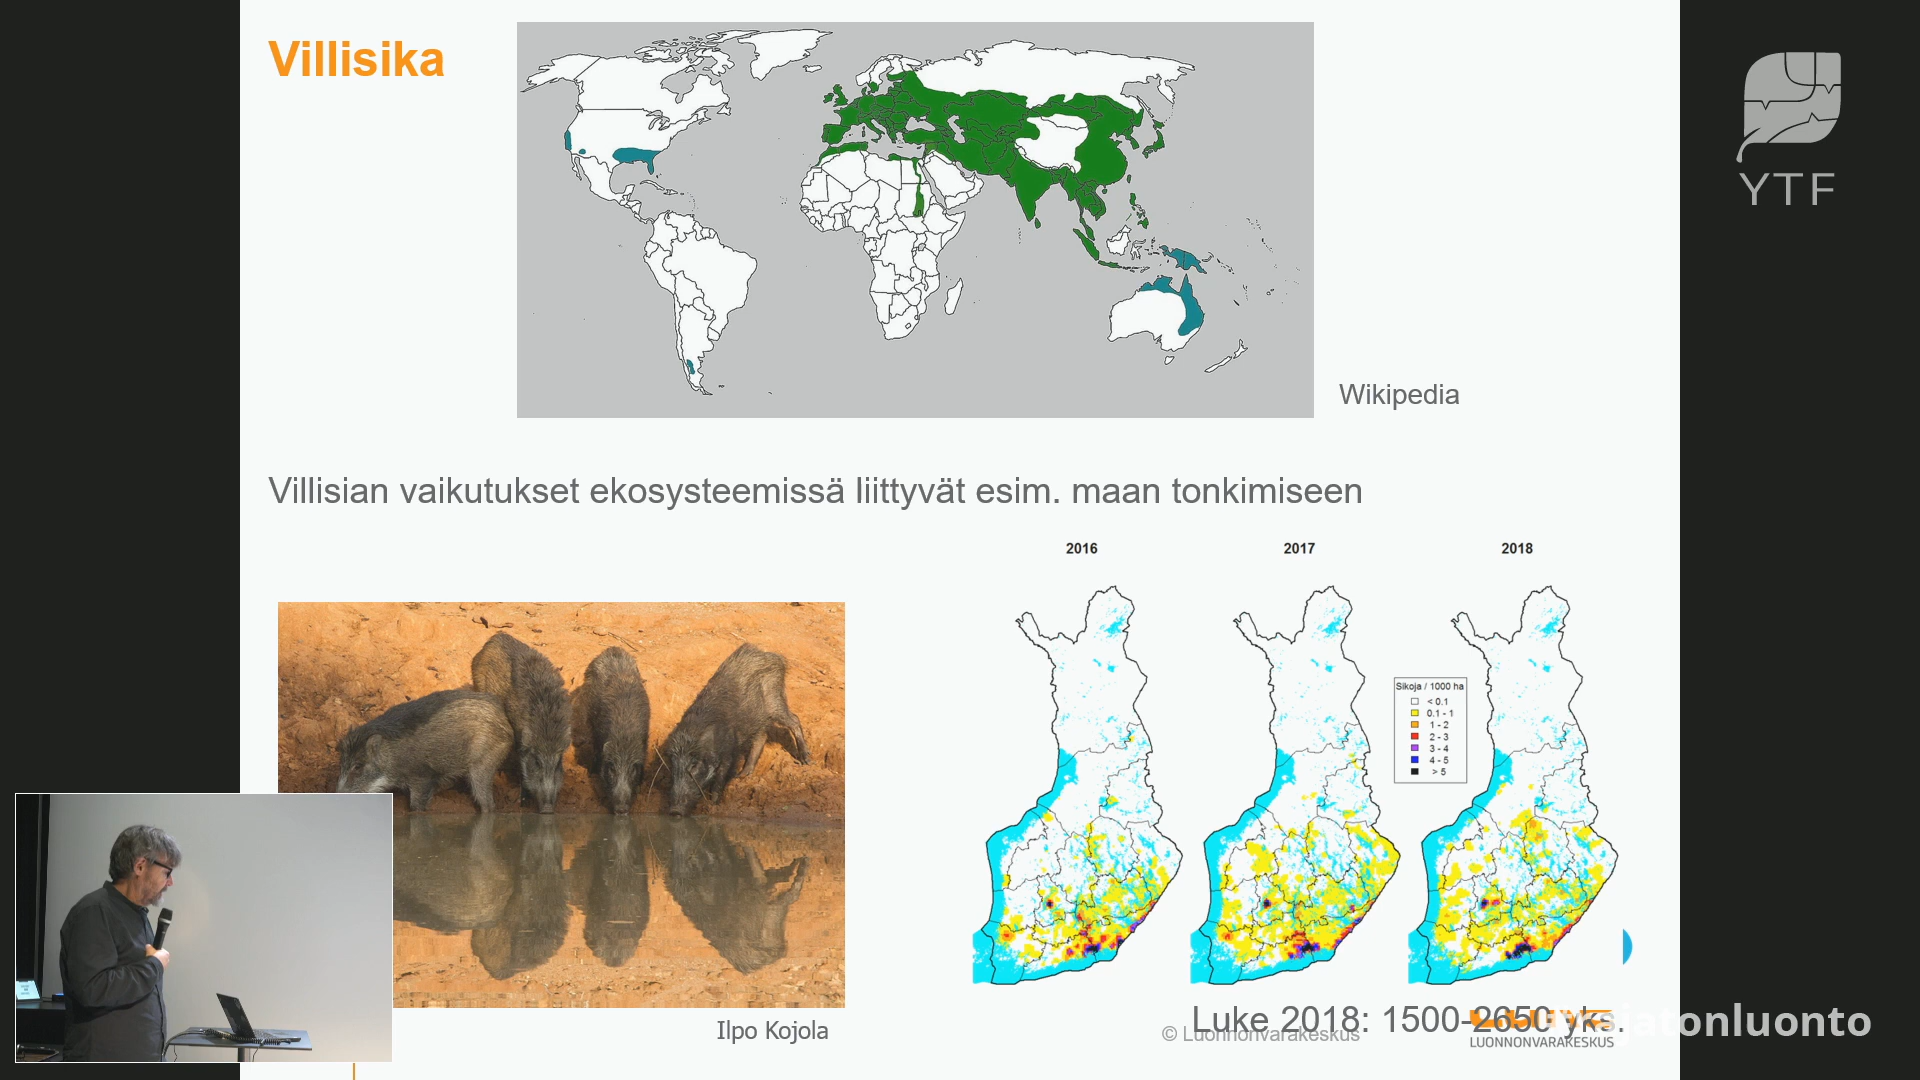 Villisika
YTF
Wikipedia
Villisian vaikutukset ekosysteemissä liittyvät esim. maan tonkimiseen
2016
2017
2018
Sikoja / 1000 ha
< 0.1
0.1 - 1
1 - 2
2 - 3
3 - 4
4 - 5
> 5
Ilpo Kojola
Luke 2018: 1500-2650 yks.
© Luonnonvarakeskus
LUONNONVARAKESKUS